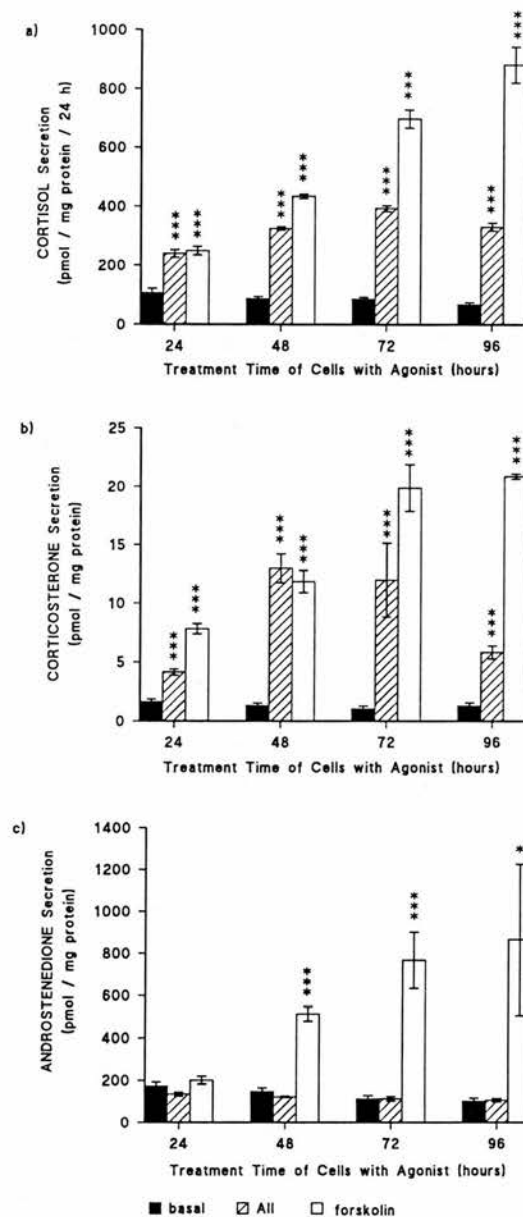 a)
CORTISOL Secretion
(pmol / mg protein / 24 h)
1000
800
600
400
200
0
*** *** *** *** *** *** *** ***
24 48 72 96
Treatment Time of Cells with Agonist (hours)
b)
CORTICOSTERONE Secretion
(pmol / mg protein)
25
20
15
10
5
0
*** *** *** *** *** *** *** ***
24 48 72 96
Treatment Time of Cells with Agonist (hours)
c)
ANDROSTENEDIONE Secretion
(pmol / mg protein)
1400
1200
1000
800
600
400
200
0
*** *** *
24 48 72 96
Treatment Time of Cells with Agonist (hours)
basal AII forskolin